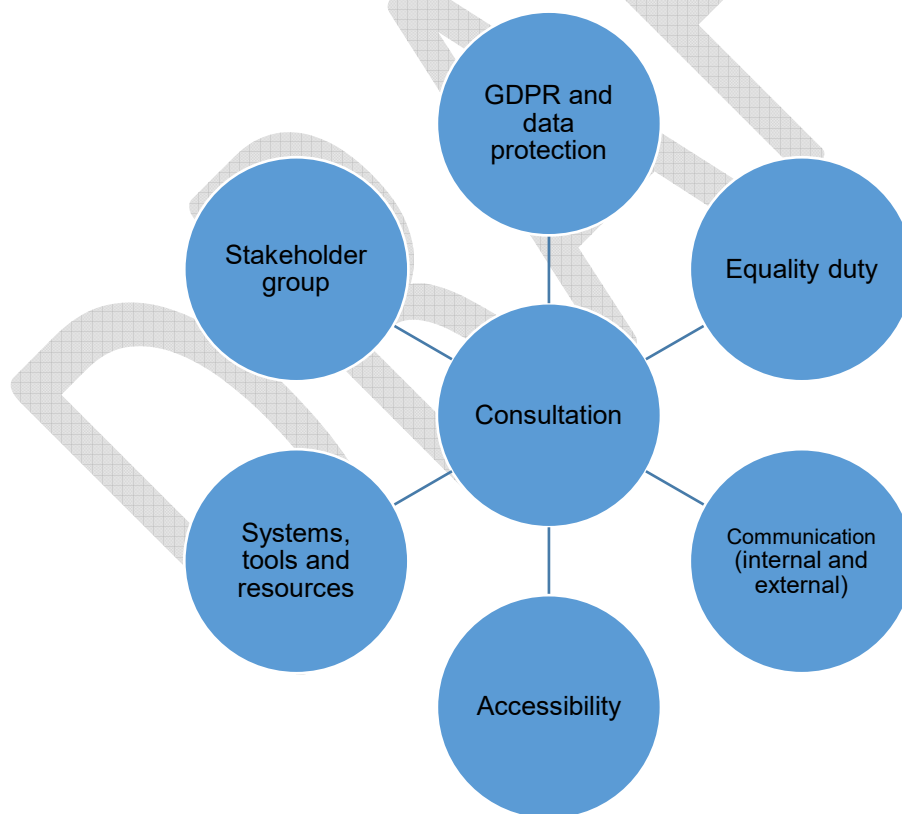 GDPR and
data
protection
Stakeholder
group
Equality duty
Consultation
Systems,
tools and
resources
Communication
(internal and
external)
Accessibility